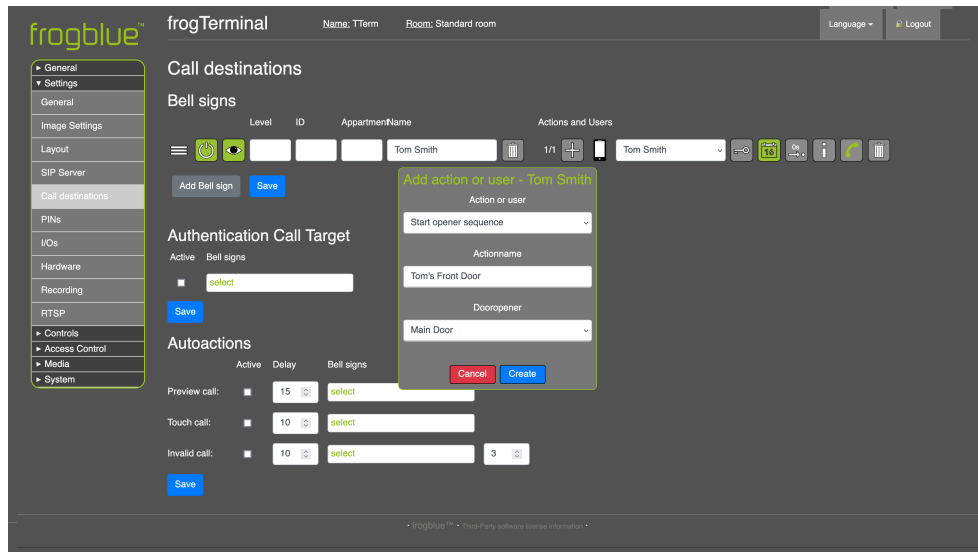 frogblue™
frogTerminal
Name: TTerm
Room: Standard room
Language
Logout
General
Settings
General
Image Settings
Layout
SIP Server
Call destinations
PINs
I/Os
Hardware
Recording
RTSP
Controls
Access Control
Media
System
Call destinations
Bell signs
Level ID Appartment Name Actions and Users
Tom Smith 1/1 Tom Smith 16 0s
Add Bell sign Save
Add action or user - Tom Smith
Action or user
Start opener sequence
Actionname
Tom's Front Door
Dooropener
Main Door
Cancel Create
Authentication Call Target
Active Bell signs
select
Save
Autoactions
Active Delay Bell signs
Preview call: 15 select
Touch call: 10 select
Invalid call: 10 select 3
Save
• frogblue™ • Third-Party software license information •